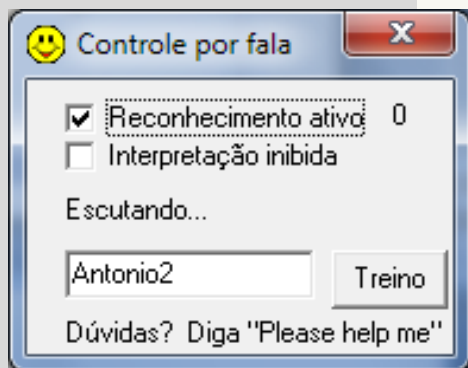 Controle por fala
Reconhecimento ativo 0
Interpretação inibida
Escutando...
Antonio2 Treino
Dúvidas? Diga "Please help me"